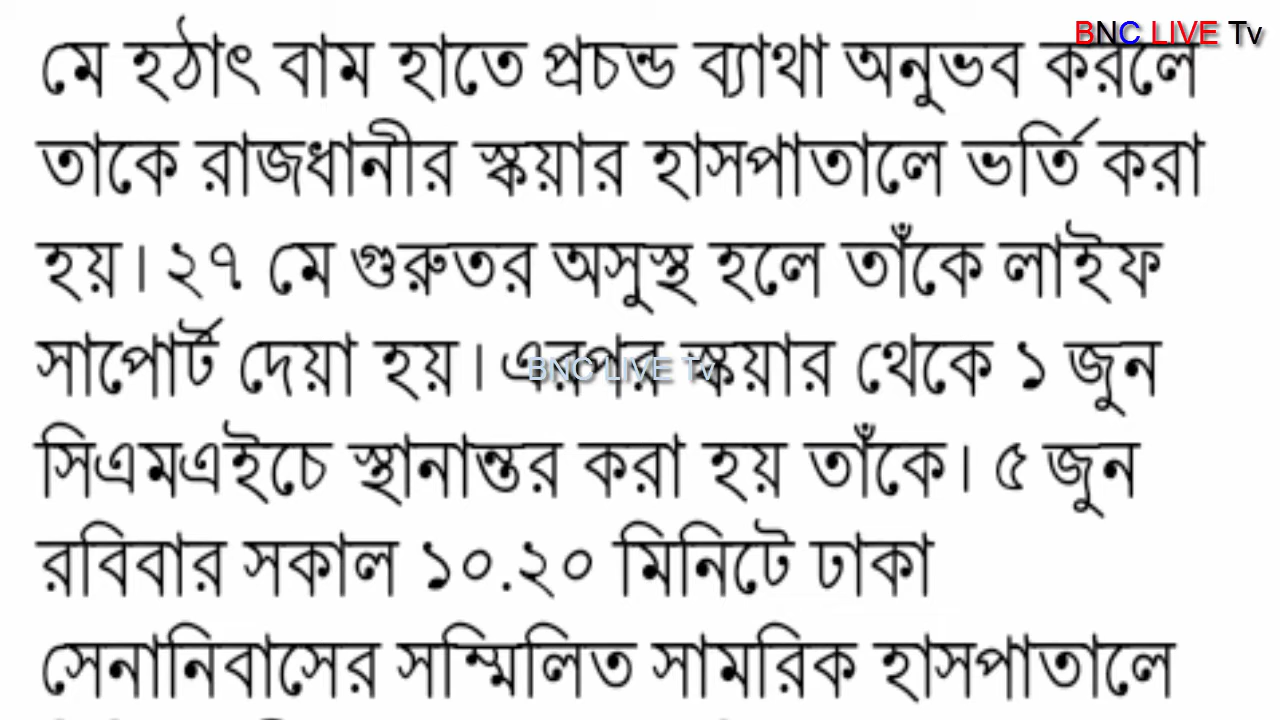 BNC LIVE Tv
মে হঠাৎ বাম হাতে প্রচন্ড ব্যাথা অনুভব করলে
তাকে রাজধানীর স্কয়ার হাসপাতালে ভর্তি করা
হয়। ২৭ মে গুরুতর অসুস্থ হলে তাঁকে লাইফ
সাপোর্ট দেয়া হয়। এরপর স্কয়ার থেকে ১ জুন
BNC LIVE Tv
সিএমএইচে স্থানান্তর করা হয় তাঁকে। ৫ জুন
রবিবার সকাল ১০.২০ মিনিটে ঢাকা
সেনানিবাসের সম্মিলিত সামরিক হাসপাতালে